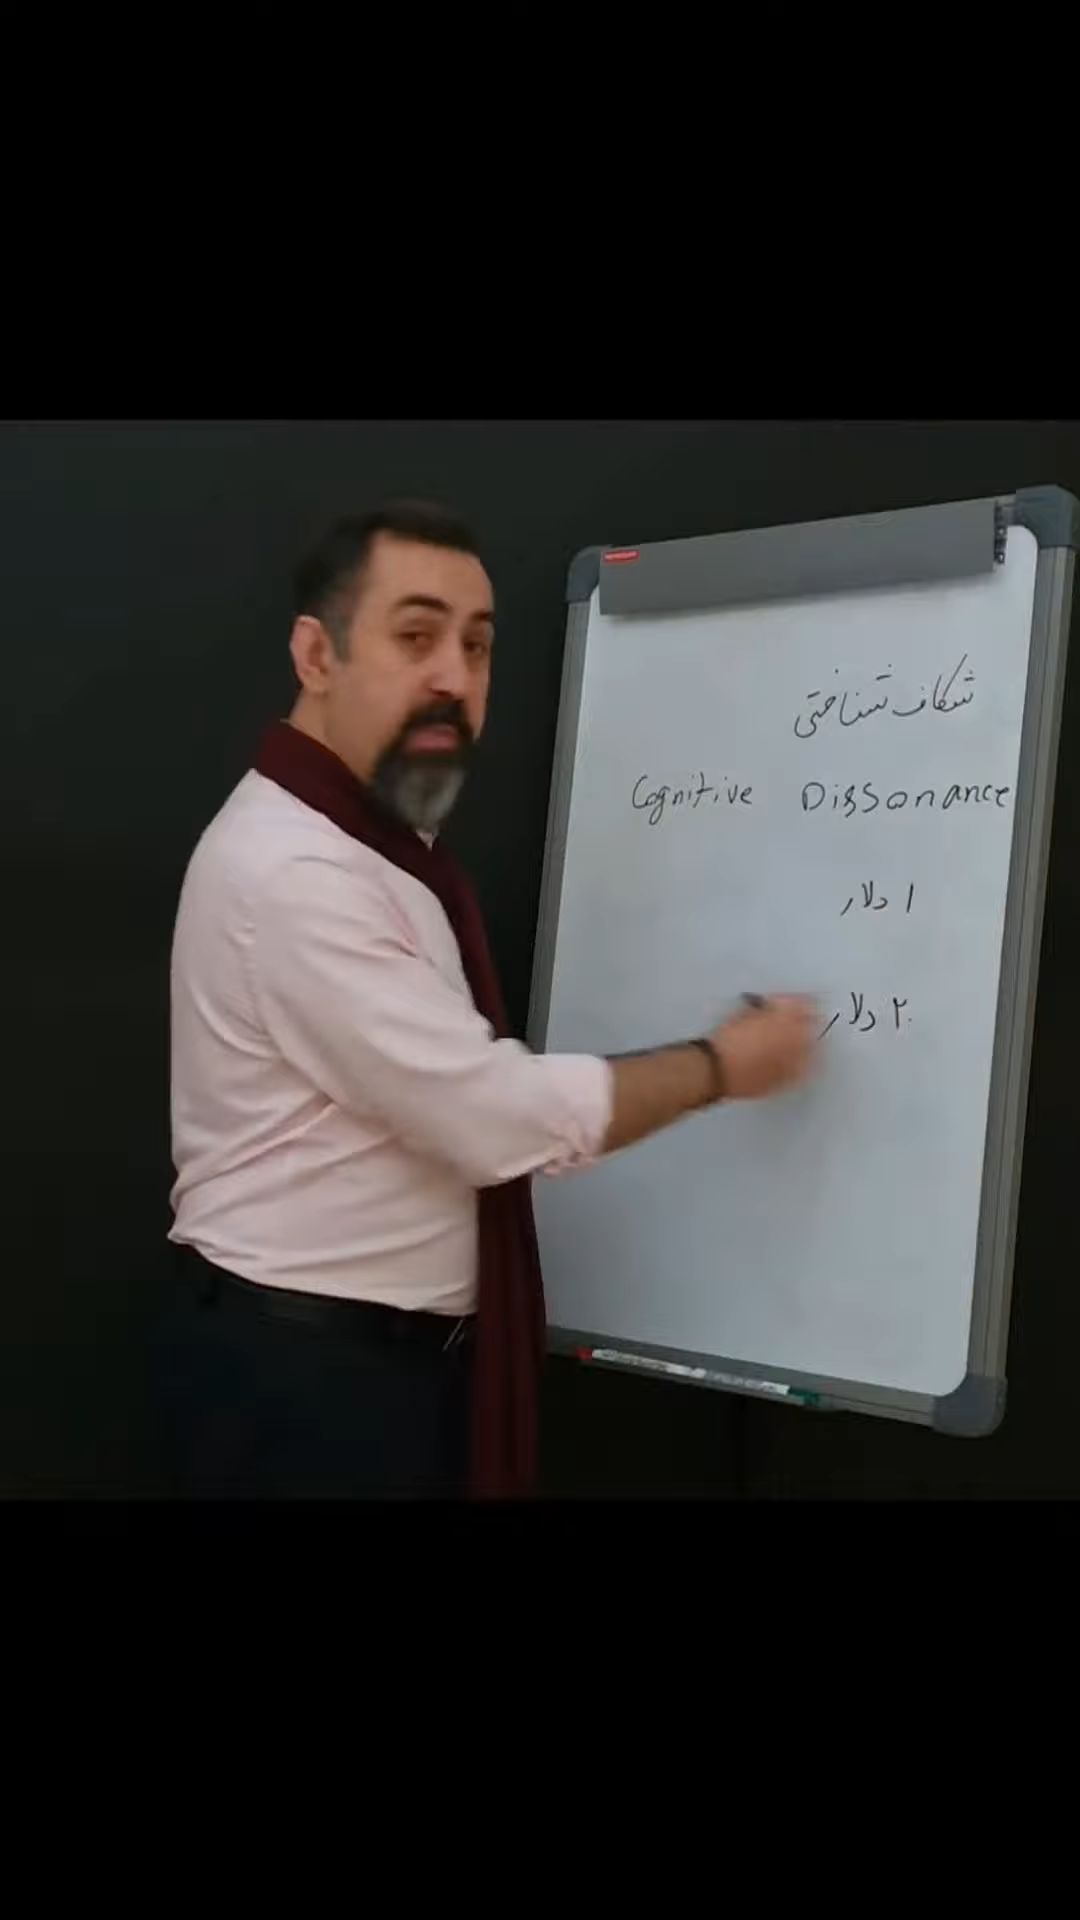 شکاف شناختی
Cognitive Dissonance
۱ دلار
۲۰ دلار